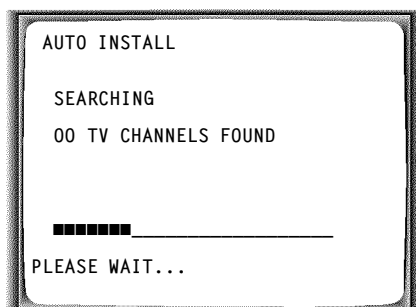 AUTO INSTALL
SEARCHING
00 TV CHANNELS FOUND
PLEASE WAIT...